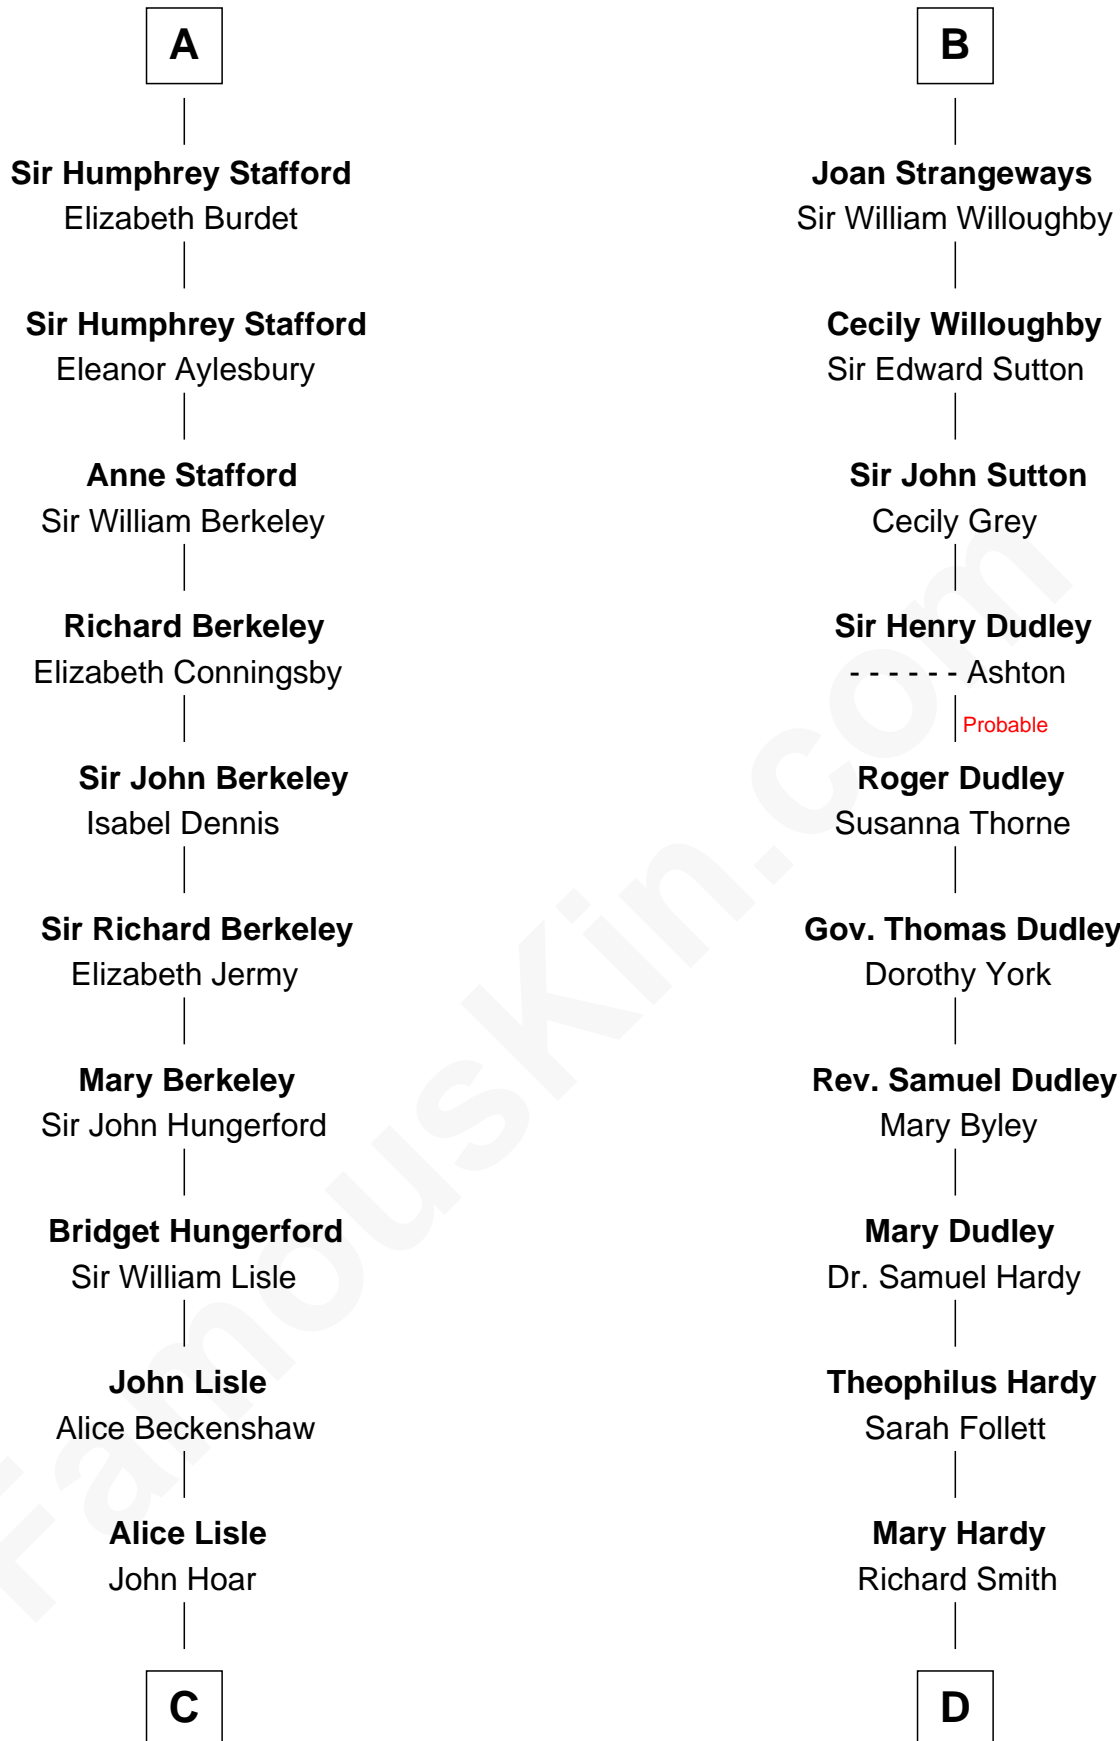 A
Sir Humphrey Stafford
Elizabeth Burdet
Sir Humphrey Stafford
Eleanor Aylesbury
Anne Stafford
Sir William Berkeley
Richard Berkeley
Elizabeth Conningsby
Sir John Berkeley
Isabel Dennis
Sir Richard Berkeley
Elizabeth Jermy
Mary Berkeley
Sir John Hungerford
Bridget Hungerford
Sir William Lisle
John Lisle
Alice Beckenshaw
Alice Lisle
John Hoar
C
B
Joan Strangeways
Sir William Willoughby
Cecily Willoughby
Sir Edward Sutton
Sir John Sutton
Cecily Grey
Sir Henry Dudley
- - - - - - Ashton
Probable
Roger Dudley
Susanna Thorne
Gov. Thomas Dudley
Dorothy York
Rev. Samuel Dudley
Mary Byley
Mary Dudley
Dr. Samuel Hardy
Theophilus Hardy
Sarah Follett
Mary Hardy
Richard Smith
D
FamousKin.com